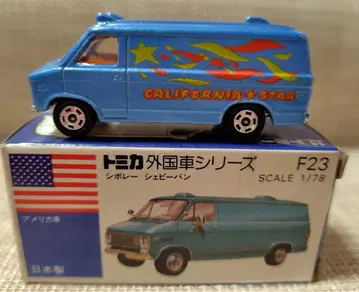 CALIFORNIA★STAR
トミカ外国車シリーズ F23
シボレー シェビーバン SCALE 1/78
アメリカ車
日本製